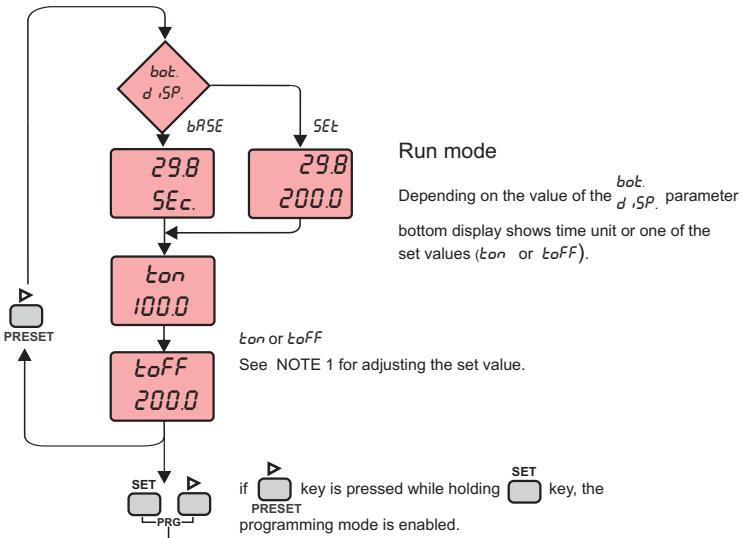 bot.
d iSP.
bASE
SEt
29.8
SEc.
29.8
200.0
Run mode
Depending on the value of the bot. d iSP. parameter
bottom display shows time unit or one of the
set values (ton or toFF).
ton
100.0
PRESET
toFF
200.0
ton or toFF
See NOTE 1 for adjusting the set value.
SET
PRG
if PRESET key is pressed while holding SET key, the
programming mode is enabled.